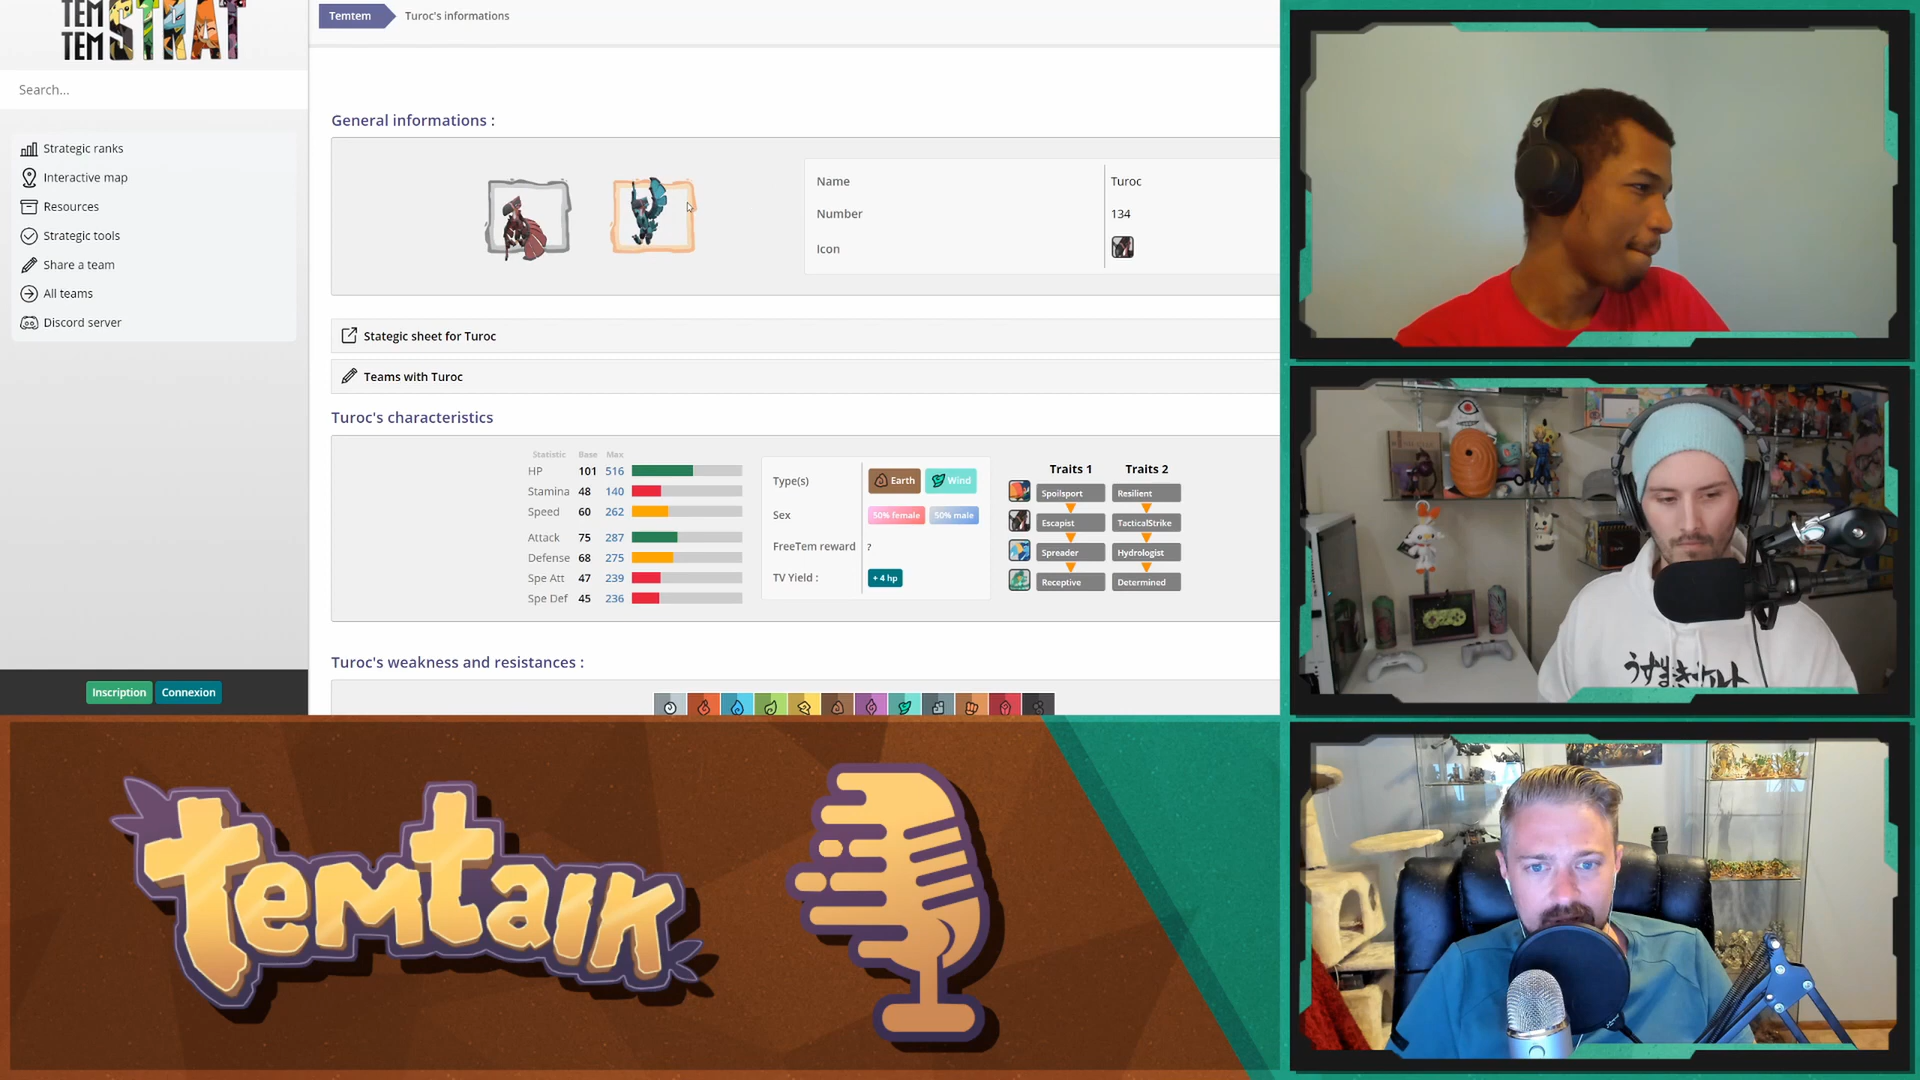 TEM
TEM STRAT
Search...
Strategic ranks
Interactive map
Resources
Strategic tools
Share a team
All teams
Discord server
Inscription Connexion
Temtem Turoc's informations
General informations :
Name Turoc
Number 134
Icon
Stategic sheet for Turoc
Teams with Turoc
Turoc's characteristics
Statistic Base Max
HP 101 516
Stamina 48 140
Speed 60 262
Attack 75 287
Defense 68 275
Spe Att 47 239
Spe Def 45 236
Type(s) Earth Wind
Sex 50% female 50% male
FreeTem reward ?
TV Yield : + 4 hp
Traits 1 Traits 2
Spoilsport Resilient
Escapist TacticalStrike
Spreader Hydrologist
Receptive Determined
Turoc's weakness and resistances :
temtalk